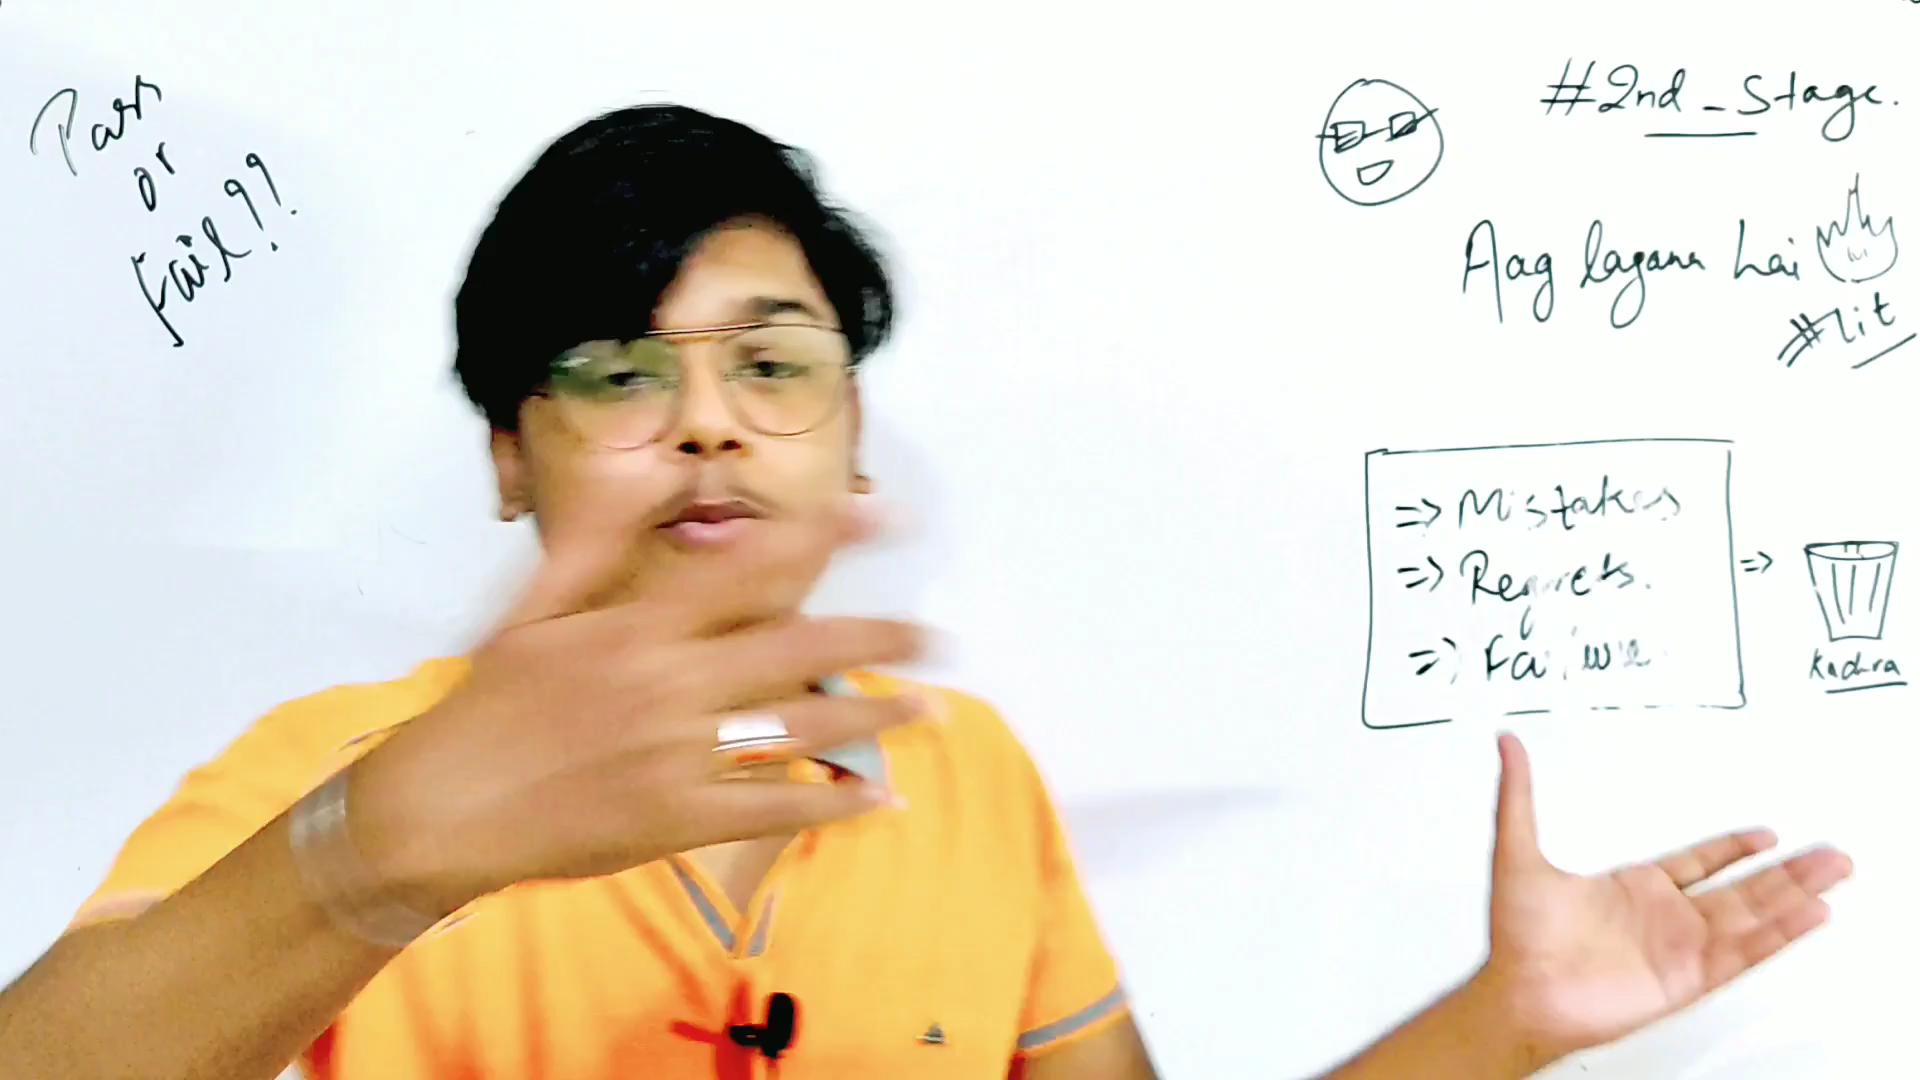 Pass
or
Fail??
#2nd_Stage.
Aag lagana hai
#Lit
=> Mistakes
=> Regrets.
=> Failure
=>
Kachra